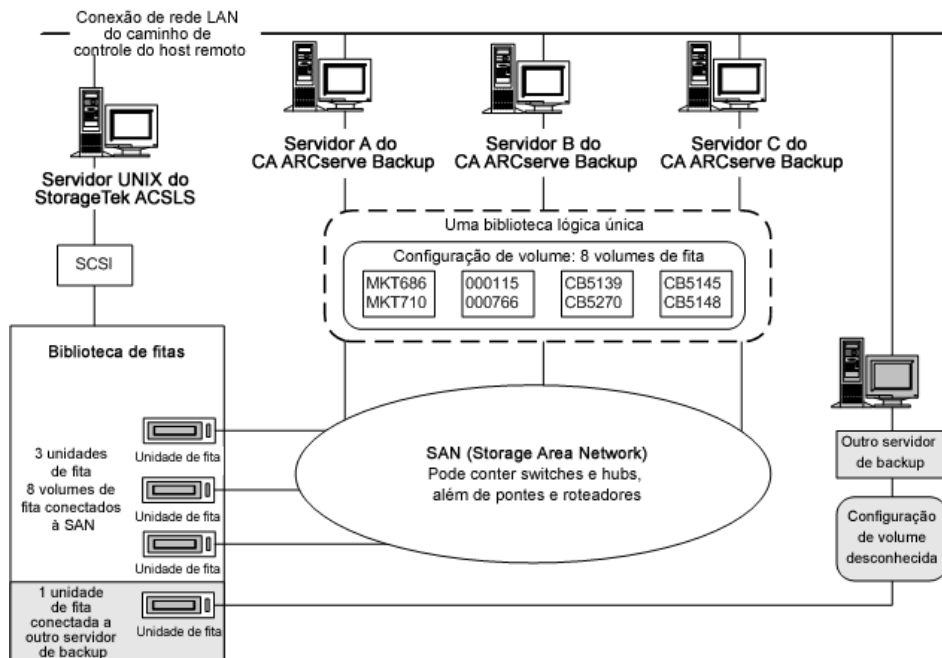 Conexão de rede LAN
do caminho de
controle do host remoto
Servidor UNIX do
StorageTek ACSLS
Servidor A do
CA ARCserve Backup
Servidor B do
CA ARCserve Backup
Servidor C do
CA ARCserve Backup
Uma biblioteca lógica única
Configuração de volume: 8 volumes de fita
MKT686
MKT710
000115
000766
CB5139
CB5270
CB5145
CB5148
SCSI
Biblioteca de fitas
3 unidades
de fita
8 volumes de
fita conectados
à SAN
Unidade de fita
Unidade de fita
Unidade de fita
1 unidade
de fita
conectada a
outro servidor
de backup
Unidade de fita
SAN (Storage Area Network)
Pode conter switches e hubs,
além de pontes e roteadores
Outro servidor
de backup
Configuração
de volume
desconhecida